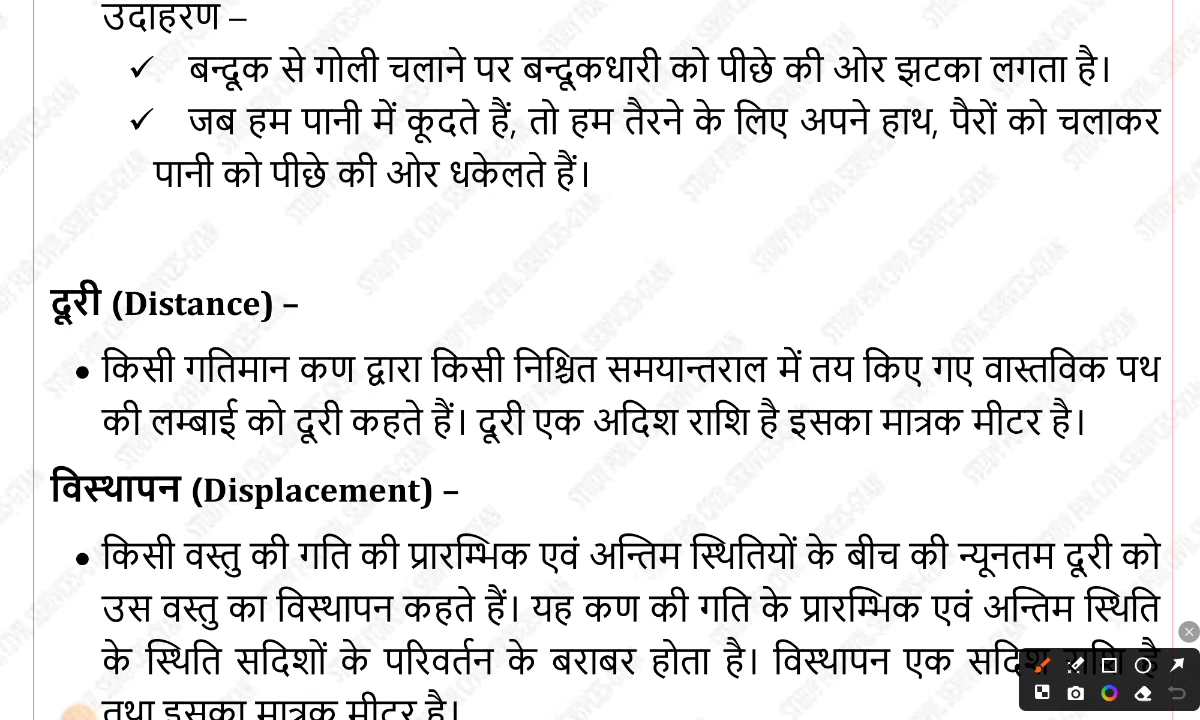 उदाहरण –
✓ बन्दूक से गोली चलाने पर बन्दूकधारी को पीछे की ओर झटका लगता है।
✓ जब हम पानी में कूदते हैं, तो हम तैरने के लिए अपने हाथ, पैरों को चलाकर
पानी को पीछे की ओर धकेलते हैं।
दूरी (Distance) –
• किसी गतिमान कण द्वारा किसी निश्चित समयान्तराल में तय किए गए वास्तविक पथ
की लम्बाई को दूरी कहते हैं। दूरी एक अदिश राशि है इसका मात्रक मीटर है।
विस्थापन (Displacement) –
• किसी वस्तु की गति की प्रारम्भिक एवं अन्तिम स्थितियों के बीच की न्यूनतम दूरी को
उस वस्तु का विस्थापन कहते हैं। यह कण की गति के प्रारम्भिक एवं अन्तिम स्थिति
के स्थिति सदिशों के परिवर्तन के बराबर होता है। विस्थापन एक सदिश राशि है
तथा इसका मात्रक मीटर है।